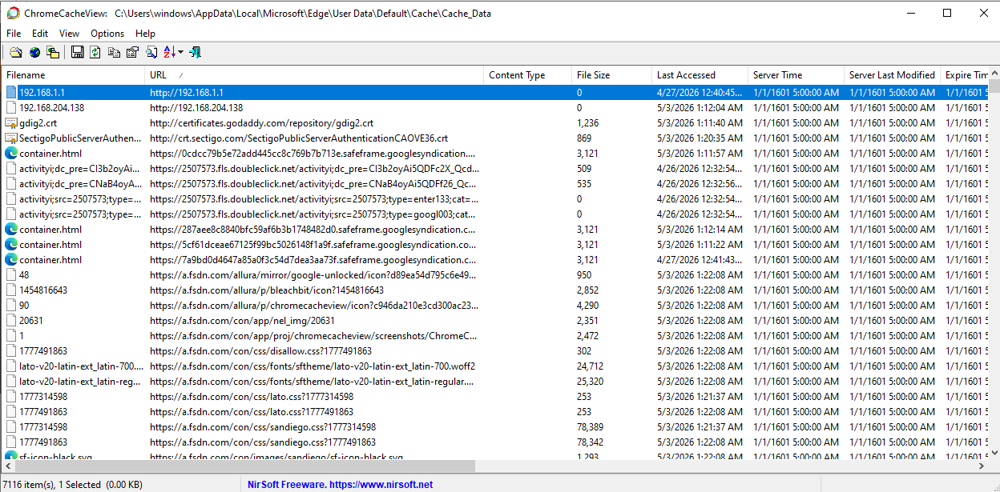 ChromeCacheView: C:\Users\windows\AppData\Local\Microsoft\Edge\User Data\Default\Cache\Cache_Data
File Edit View Options Help
Filename URL Content Type File Size Last Accessed Server Time Server Last Modified Expire Tim
192.168.1.1 http://192.168.1.1 0 4/27/2026 12:40:45... 1/1/1601 5:00:00 AM 1/1/1601 5:00:00 AM 1/1/1601 5
192.168.204.138 http://192.168.204.138 0 5/3/2026 1:12:04 AM 1/1/1601 5:00:00 AM 1/1/1601 5:00:00 AM 1/1/1601 5
gdig2.crt http://certificates.godaddy.com/repository/gdig2.crt 1,236 5/3/2026 1:11:40 AM 1/1/1601 5:00:00 AM 1/1/1601 5:00:00 AM 1/1/1601 5
SectigoPublicServerAuthen... http://crt.sectigo.com/SectigoPublicServerAuthenticationCAOVE36.crt 869 5/3/2026 1:20:35 AM 1/1/1601 5:00:00 AM 1/1/1601 5:00:00 AM 1/1/1601 5
container.html https://0cdcc79b5e72add445cc8c769b7b713e.safeframe.googlesyndication.... 3,121 5/3/2026 1:11:57 AM 1/1/1601 5:00:00 AM 1/1/1601 5:00:00 AM 1/1/1601 5
activityi;dc_pre=CI3b2oyAi... https://2507573.fls.doubleclick.net/activityi;dc_pre=CI3b2oyAi5QDFc2X_Qcd... 509 4/26/2026 12:32:54... 1/1/1601 5:00:00 AM 1/1/1601 5:00:00 AM 1/1/1601 5
activityi;dc_pre=CNaB4oyA... https://2507573.fls.doubleclick.net/activityi;dc_pre=CNaB4oyAi5QDFf26_Qc... 535 4/26/2026 12:32:56... 1/1/1601 5:00:00 AM 1/1/1601 5:00:00 AM 1/1/1601 5
activityi;src=2507573;type=... https://2507573.fls.doubleclick.net/activityi;src=2507573;type=enter133;cat=... 0 4/26/2026 12:32:54... 1/1/1601 5:00:00 AM 1/1/1601 5:00:00 AM 1/1/1601 5
activityi;src=2507573;type=... https://2507573.fls.doubleclick.net/activityi;src=2507573;type=googl003;cat... 0 4/26/2026 12:32:54... 1/1/1601 5:00:00 AM 1/1/1601 5:00:00 AM 1/1/1601 5
container.html https://287aee8c8840bfc59af6b3b1748482d0.safeframe.googlesyndication.c... 3,121 5/3/2026 1:12:14 AM 1/1/1601 5:00:00 AM 1/1/1601 5:00:00 AM 1/1/1601 5
container.html https://5cf61dceae67125f99bc5026148f1a9f.safeframe.googlesyndication.co... 3,121 5/3/2026 1:11:22 AM 1/1/1601 5:00:00 AM 1/1/1601 5:00:00 AM 1/1/1601 5
container.html https://7a9bd0d4647a85a0f3c54d7dea3aa73f.safeframe.googlesyndication.c... 3,121 4/27/2026 12:41:43... 1/1/1601 5:00:00 AM 1/1/1601 5:00:00 AM 1/1/1601 5
48 https://a.fsdn.com/allura/mirror/google-unlocked/icon?d89ea54d795c6e49... 950 5/3/2026 1:22:08 AM 1/1/1601 5:00:00 AM 1/1/1601 5:00:00 AM 1/1/1601 5
1454816643 https://a.fsdn.com/allura/p/bleachbit/icon?1454816643 2,852 5/3/2026 1:22:08 AM 1/1/1601 5:00:00 AM 1/1/1601 5:00:00 AM 1/1/1601 5
90 https://a.fsdn.com/allura/p/chromecacheview/icon?c946da210e3cd300ac23... 4,290 5/3/2026 1:22:08 AM 1/1/1601 5:00:00 AM 1/1/1601 5:00:00 AM 1/1/1601 5
20631 https://a.fsdn.com/con/app/nel_img/20631 2,351 5/3/2026 1:22:08 AM 1/1/1601 5:00:00 AM 1/1/1601 5:00:00 AM 1/1/1601 5
1 https://a.fsdn.com/con/app/proj/chromecacheview/screenshots/ChromeC... 2,472 5/3/2026 1:22:08 AM 1/1/1601 5:00:00 AM 1/1/1601 5:00:00 AM 1/1/1601 5
1777491863 https://a.fsdn.com/con/css/disallow.css?1777491863 302 5/3/2026 1:22:08 AM 1/1/1601 5:00:00 AM 1/1/1601 5:00:00 AM 1/1/1601 5
lato-v20-latin-ext_latin-700.... https://a.fsdn.com/con/css/fonts/sftheme/lato-v20-latin-ext_latin-700.woff2 24,712 5/3/2026 1:22:08 AM 1/1/1601 5:00:00 AM 1/1/1601 5:00:00 AM 1/1/1601 5
lato-v20-latin-ext_latin-reg... https://a.fsdn.com/con/css/fonts/sftheme/lato-v20-latin-ext_latin-regular.... 25,320 5/3/2026 1:22:08 AM 1/1/1601 5:00:00 AM 1/1/1601 5:00:00 AM 1/1/1601 5
1777314598 https://a.fsdn.com/con/css/lato.css?1777314598 253 5/3/2026 1:21:37 AM 1/1/1601 5:00:00 AM 1/1/1601 5:00:00 AM 1/1/1601 5
1777491863 https://a.fsdn.com/con/css/lato.css?1777491863 253 5/3/2026 1:22:08 AM 1/1/1601 5:00:00 AM 1/1/1601 5:00:00 AM 1/1/1601 5
1777314598 https://a.fsdn.com/con/css/sandiego.css?1777314598 78,389 5/3/2026 1:21:37 AM 1/1/1601 5:00:00 AM 1/1/1601 5:00:00 AM 1/1/1601 5
1777491863 https://a.fsdn.com/con/css/sandiego.css?1777491863 78,342 5/3/2026 1:22:08 AM 1/1/1601 5:00:00 AM 1/1/1601 5:00:00 AM 1/1/1601 5
sf-icon-black.svg https://a.fsdn.com/con/images/sandiego/sf-icon-black.svg 1,293 5/3/2026 1:22:08 AM 1/1/1601 5:00:00 AM 1/1/1601 5:00:00 AM 1/1/1601 5
7116 item(s), 1 Selected (0.00 KB) NirSoft Freeware. https://www.nirsoft.net